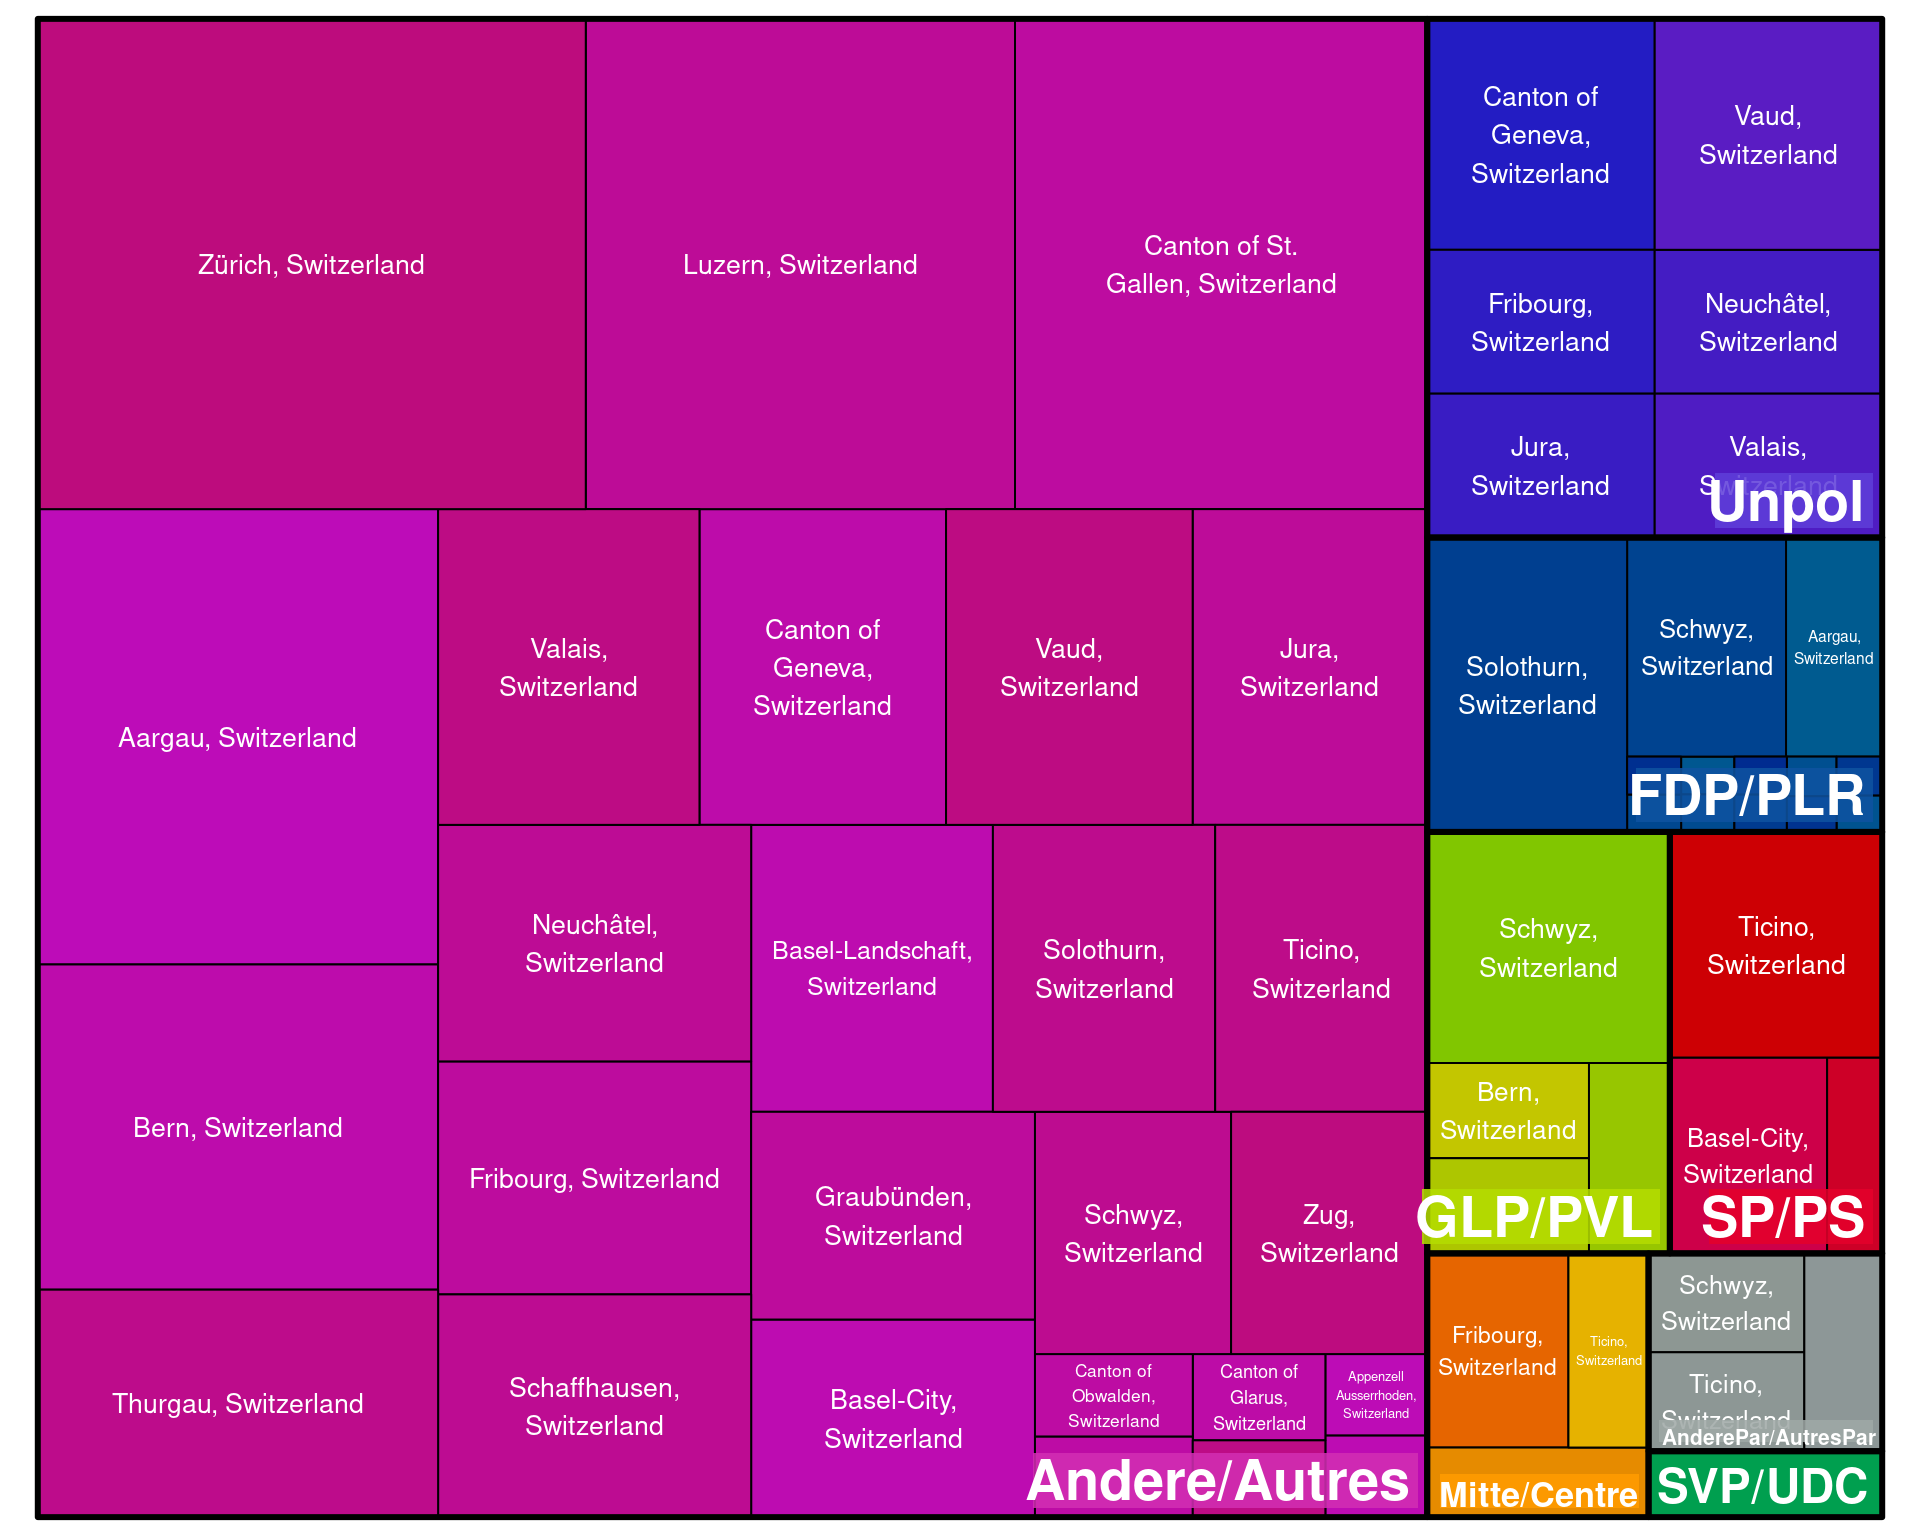 Zürich, Switzerland
Luzern, Switzerland
Canton of St.
Gallen, Switzerland
Aargau, Switzerland
Bern, Switzerland
Thurgau, Switzerland
Valais,
Switzerland
Canton of
Geneva,
Switzerland
Vaud,
Switzerland
Jura,
Switzerland
Neuchâtel,
Switzerland
Fribourg, Switzerland
Schaffhausen,
Switzerland
Basel-Landschaft,
Switzerland
Solothurn,
Switzerland
Ticino,
Switzerland
Graubünden,
Switzerland
Basel-City,
Switzerland
Schwyz,
Switzerland
Zug,
Switzerland
Canton of
Obwalden,
Switzerland
Canton of
Glarus,
Switzerland
Appenzell
Ausserrhoden,
Switzerland
Andere/Autres
Canton of
Geneva,
Switzerland
Vaud,
Switzerland
Fribourg,
Switzerland
Neuchâtel,
Switzerland
Jura,
Switzerland
Valais,
Switzerland
Unpol
Solothurn,
Switzerland
Schwyz,
Switzerland
Aargau,
Switzerland
FDP/PLR
Schwyz,
Switzerland
Bern,
Switzerland
GLP/PVL
Ticino,
Switzerland
Basel-City,
Switzerland
SP/PS
Fribourg,
Switzerland
Ticino,
Switzerland
Mitte/Centre
Schwyz,
Switzerland
Ticino,
Switzerland
AnderePar/AutresPar
SVP/UDC